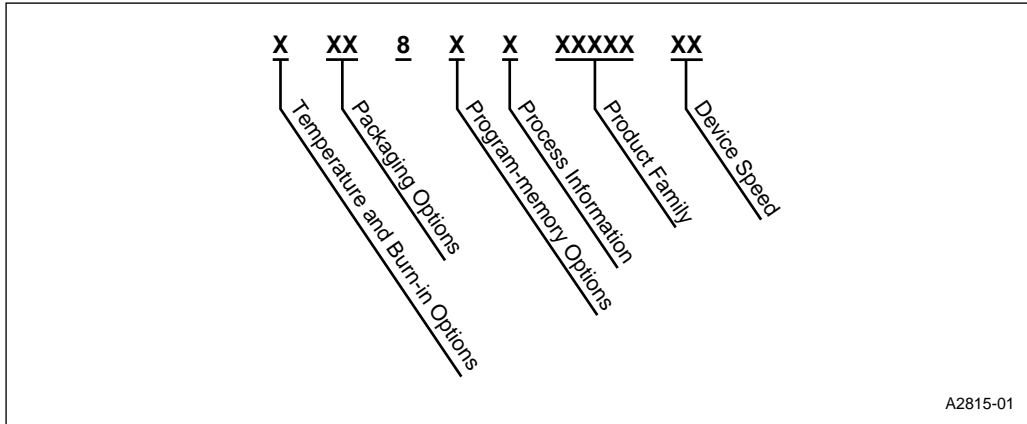 X XX 8 X X XXXXX XX
Temperature and Burn-in Options
Packaging Options
Program-memory Options
Process Information
Product Family
Device Speed
A2815-01